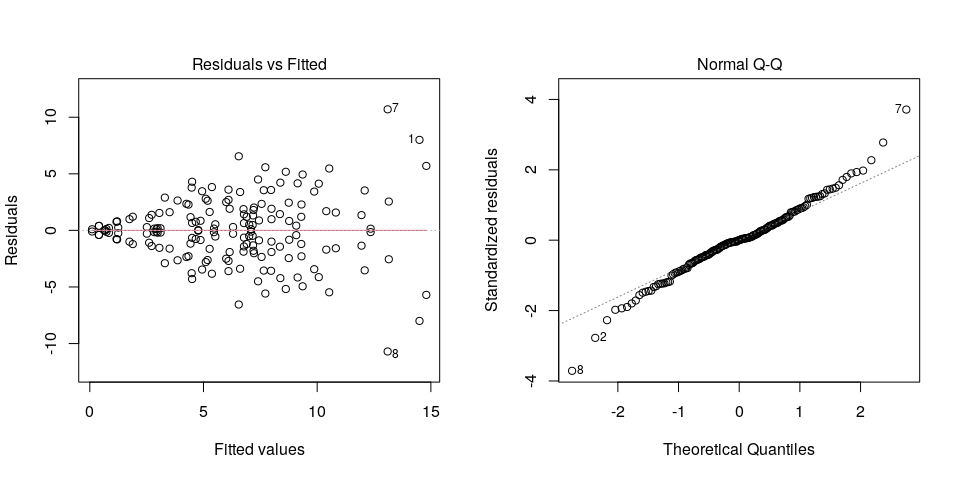 Residuals vs Fitted
Residuals
10
5
0
-5
-10
7
1
8
0 5 10 15
Fitted values
Normal Q-Q
Standardized residuals
4
2
0
-2
-4
7
2
8
-2 -1 0 1 2
Theoretical Quantiles